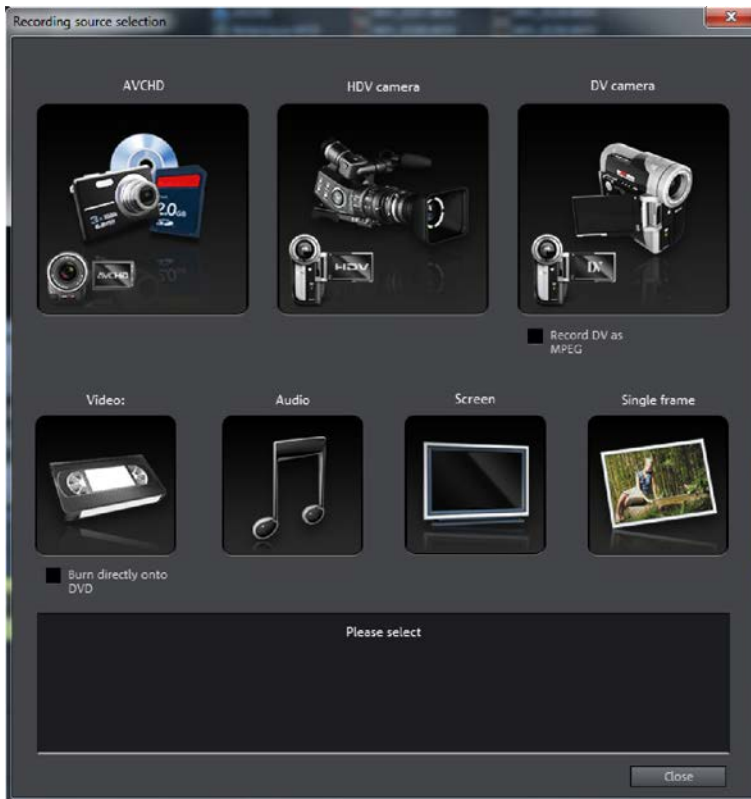 Recording source selection
AVCHD
HDV camera
DV camera
2.0GB
AVCHD
HDV
DV
Record DV as
MPEG
Video:
Audio
Screen
Single frame
Burn directly onto
DVD
Please select
Close